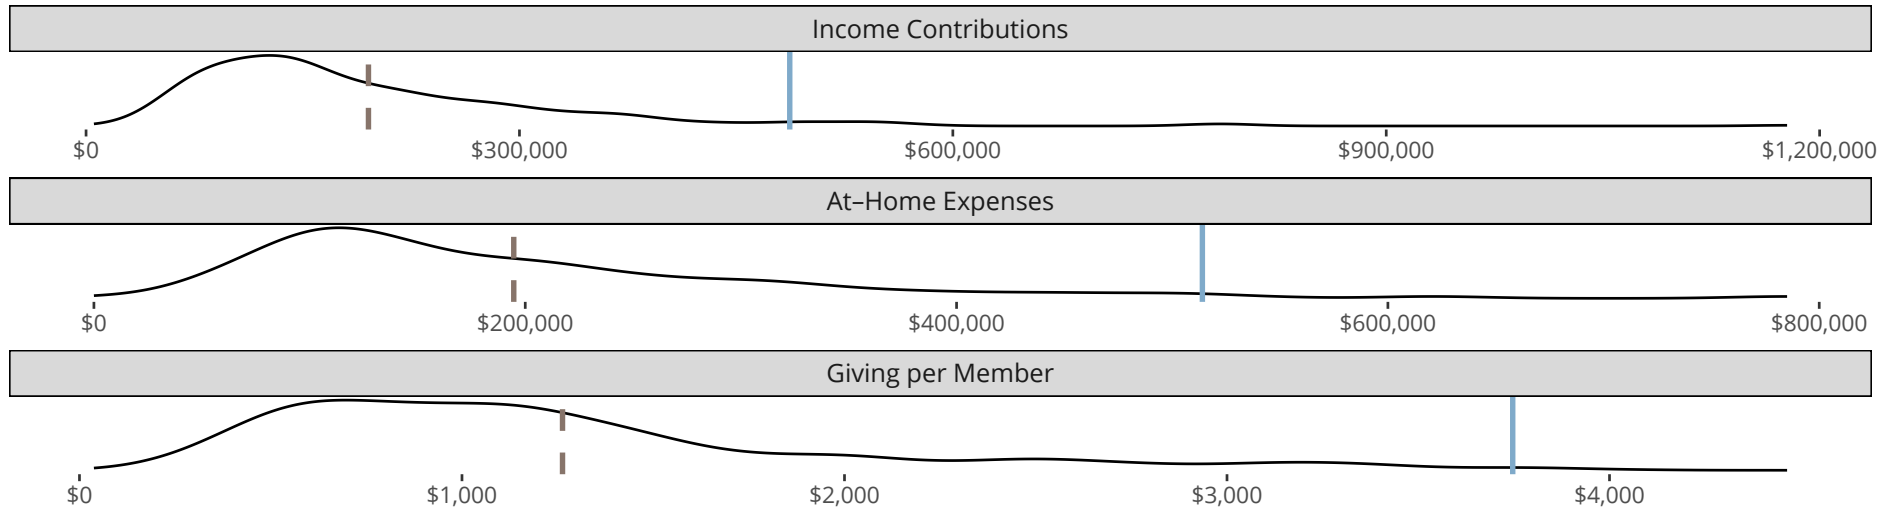 Income Contributions
$0 $300,000 $600,000 $900,000 $1,200,000
At–Home Expenses
$0 $200,000 $400,000 $600,000 $800,000
Giving per Member
$0 $1,000 $2,000 $3,000 $4,000